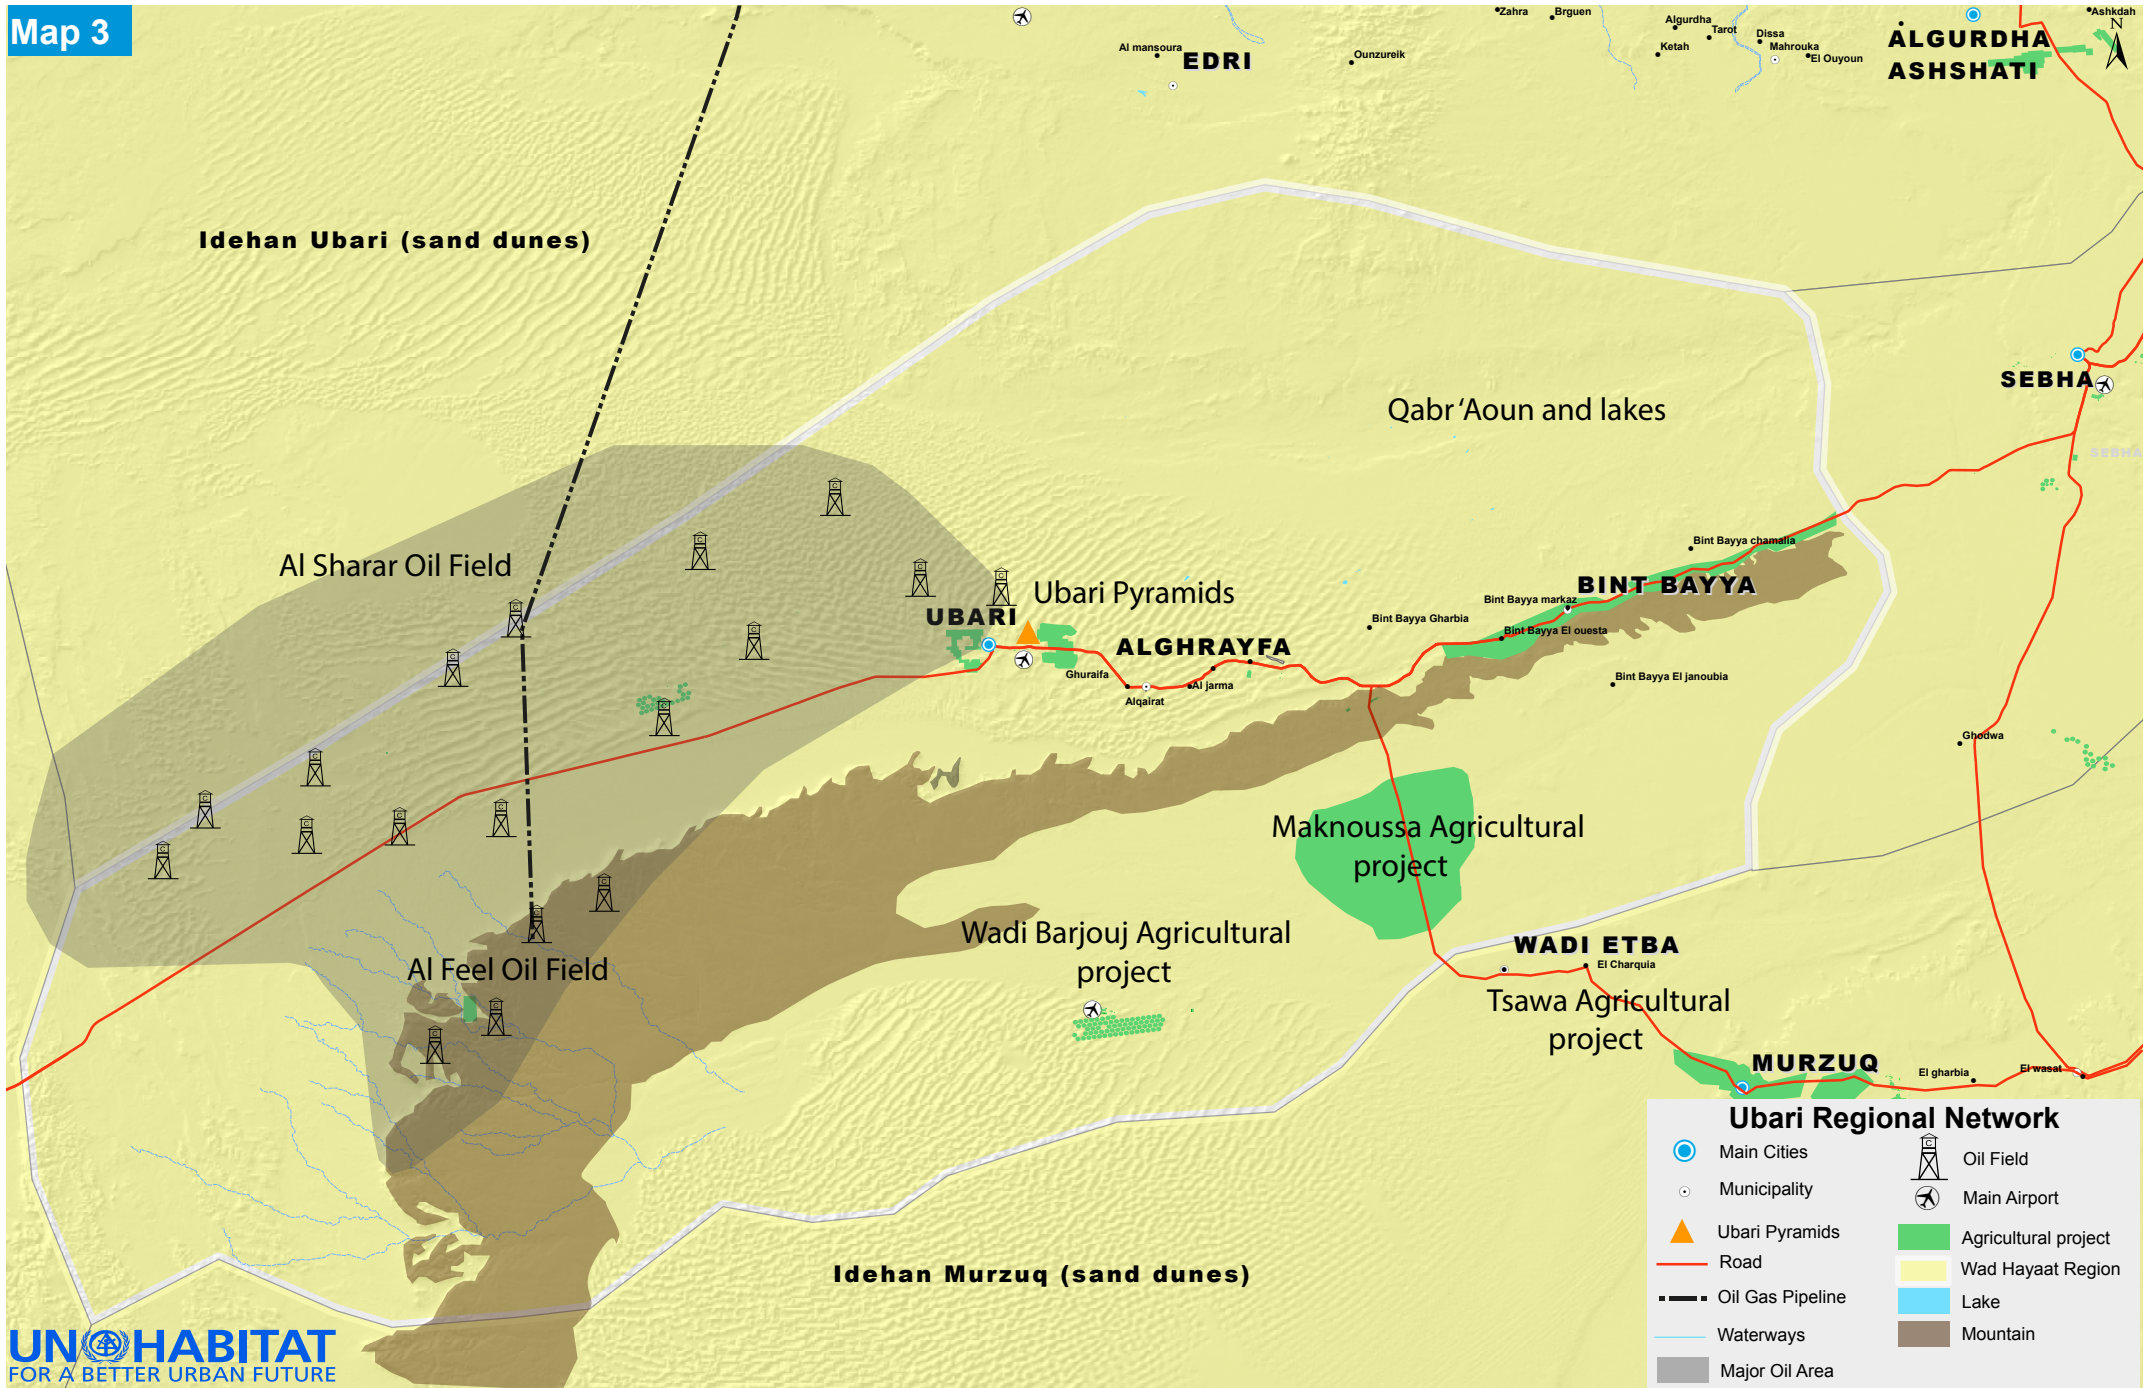 Map 3
Zahra
Brguen
Algurdha
Tarot
Dissa
Ketah
Mahrouka
El Ouyoun
Ashkdah
N
ALGURDHA
ASHSHATI
Al mansoura
EDRI
Ounzureik
Idehan Ubari (sand dunes)
SEBHA
SEBHA
Qabr ‘Aoun and lakes
Al Sharar Oil Field
Ubari Pyramids
UBARI
ALGHRAYFA
Ghuraifa
Alqairat
Al jarma
Bint Bayya chamalia
BINT BAYYA
Bint Bayya markaz
Bint Bayya Gharbia
Bint Bayya El ouesta
Bint Bayya El janoubia
Ghodwa
Maknoussa Agricultural
project
Wadi Barjouj Agricultural
project
Al Feel Oil Field
WADI ETBA
El Charquia
Tsawa Agricultural
project
MURZUQ
El gharbia
El wasat
Idehan Murzuq (sand dunes)
Ubari Regional Network
Main Cities
Municipality
Ubari Pyramids
Road
Oil Gas Pipeline
Waterways
Major Oil Area
C
Oil Field
Main Airport
Agricultural project
Wad Hayaat Region
Lake
Mountain
UN HABITAT
FOR A BETTER URBAN FUTURE